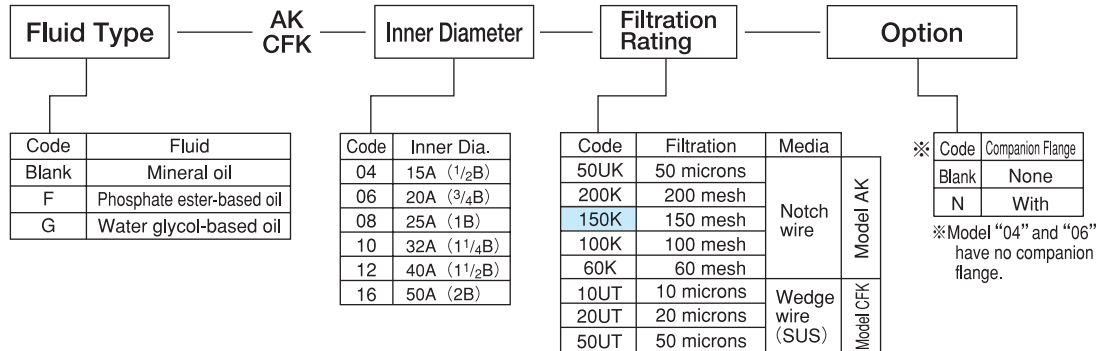 Fluid Type
AK
CFK
Inner Diameter
Filtration
Rating
Option
Code Fluid
Blank Mineral oil
F Phosphate ester-based oil
G Water glycol-based oil
Code Inner Dia.
04 15A (1/2B)
06 20A (3/4B)
08 25A (1B)
10 32A (1 1/4B)
12 40A (1 1/2B)
16 50A (2B)
Code Filtration Media
50UK 50 microns
200K 200 mesh
150K 150 mesh
100K 100 mesh
60K 60 mesh
Notch
wire
Model AK
10UT 10 microns
20UT 20 microns
50UT 50 microns
Wedge
wire
(SUS)
Model CFK
※ Code Companion Flange
Blank None
N With
※Model “04” and “06”
have no companion
flange.